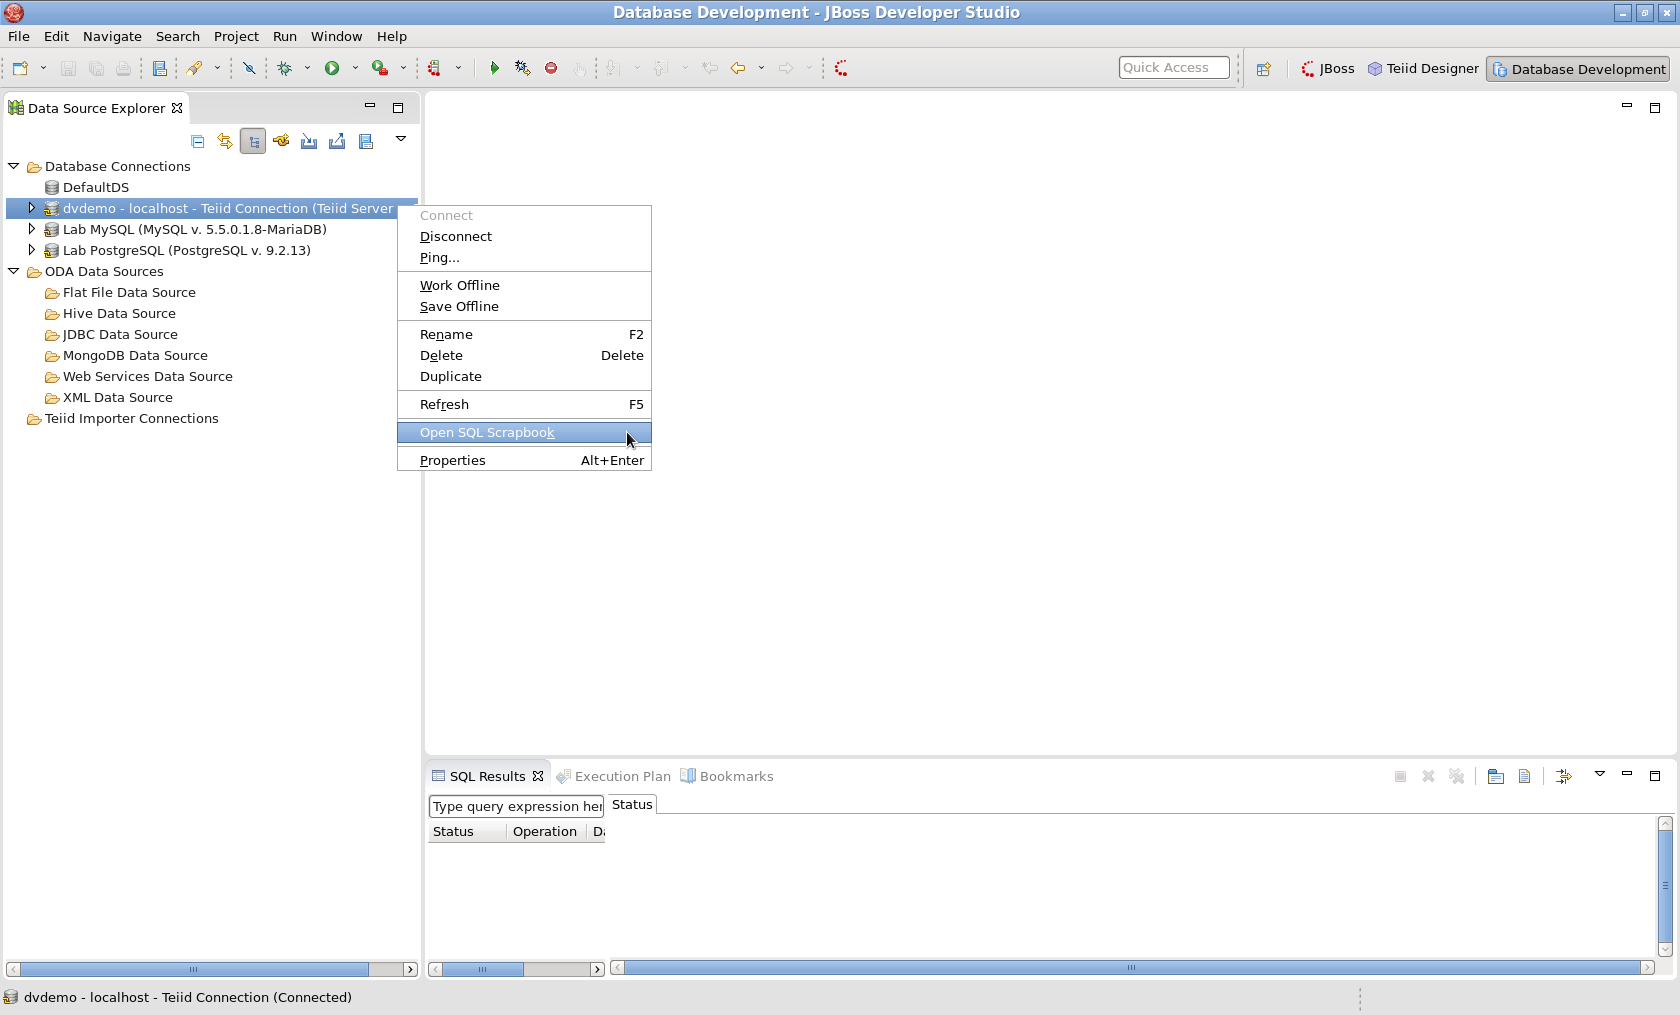 Database Development - JBoss Developer Studio
File Edit Navigate Search Project Run Window Help
Quick Access JBoss Teiid Designer Database Development
Data Source Explorer
Database Connections
DefaultDS
dvdemo - localhost - Teiid Connection (Teiid Server
Lab MySQL (MySQL v. 5.5.0.1.8-MariaDB)
Lab PostgreSQL (PostgreSQL v. 9.2.13)
ODA Data Sources
Flat File Data Source
Hive Data Source
JDBC Data Source
MongoDB Data Source
Web Services Data Source
XML Data Source
Teiid Importer Connections
Connect
Disconnect
Ping...
Work Offline
Save Offline
Rename F2
Delete Delete
Duplicate
Refresh F5
Open SQL Scrapbook
Properties Alt+Enter
SQL Results Execution Plan Bookmarks
Type query expression her
Status
Status Operation Da
dvdemo - localhost - Teiid Connection (Connected)